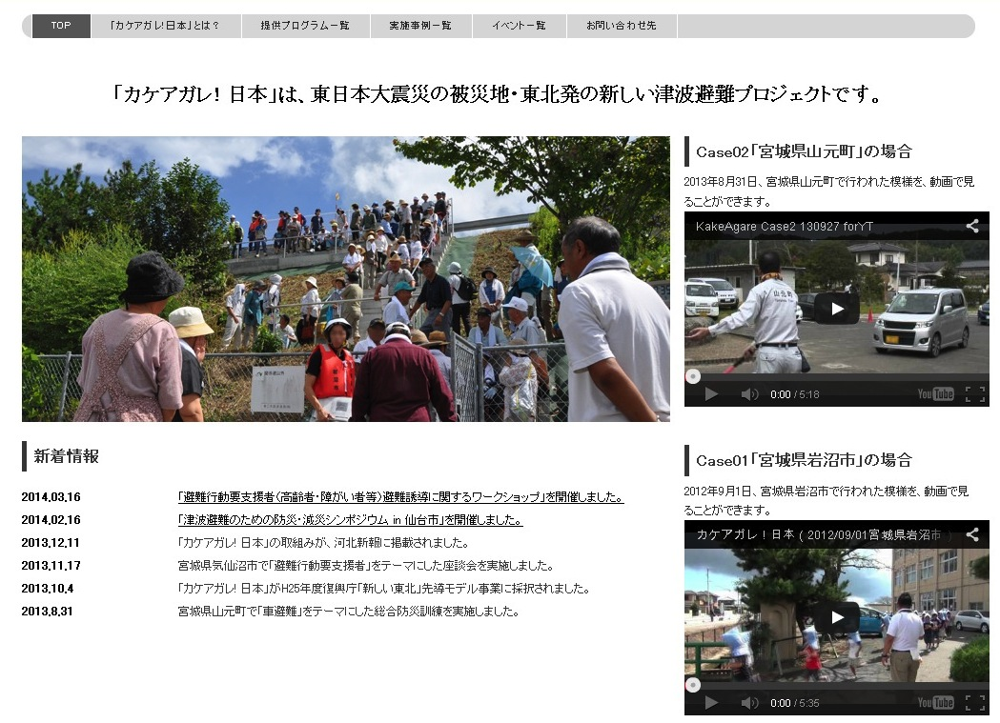 TOP 「カケアガレ!日本」とは? 提供プログラム一覧 実施事例一覧 イベント一覧 お問い合わせ先
「カケアガレ! 日本」は、東日本大震災の被災地・東北発の新しい津波避難プロジェクトです。
新着情報
2014.03.16 「避難行動要支援者(高齢者・障がい者等)避難誘導に関するワークショップ」を開催しました。
2014.02.16 「津波避難のための防災・減災シンポジウム in 仙台市」を開催しました。
2013.12.11 「カケアガレ! 日本」の取組みが、河北新報に掲載されました。
2013.11.17 宮城県気仙沼市で「避難行動要支援者」をテーマにした座談会を実施しました。
2013.10.4 「カケアガレ! 日本」がH25年度復興庁「新しい東北」先導モデル事業に採択されました。
2013.8.31 宮城県山元町で「車避難」をテーマにした総合防災訓練を実施しました。
Case02「宮城県山元町」の場合
2013年8月31日、宮城県山元町で行われた模様を、動画で見
ることができます。
KakeAgare Case2 130927 forYT
0:00 / 5:18
YouTube
Case01「宮城県岩沼市」の場合
2012年9月1日、宮城県岩沼市で行われた模様を、動画で見
ることができます。
カケアガレ！日本 ( 2012/09/01宮城県岩沼市 )
0:00 / 5:35
YouTube